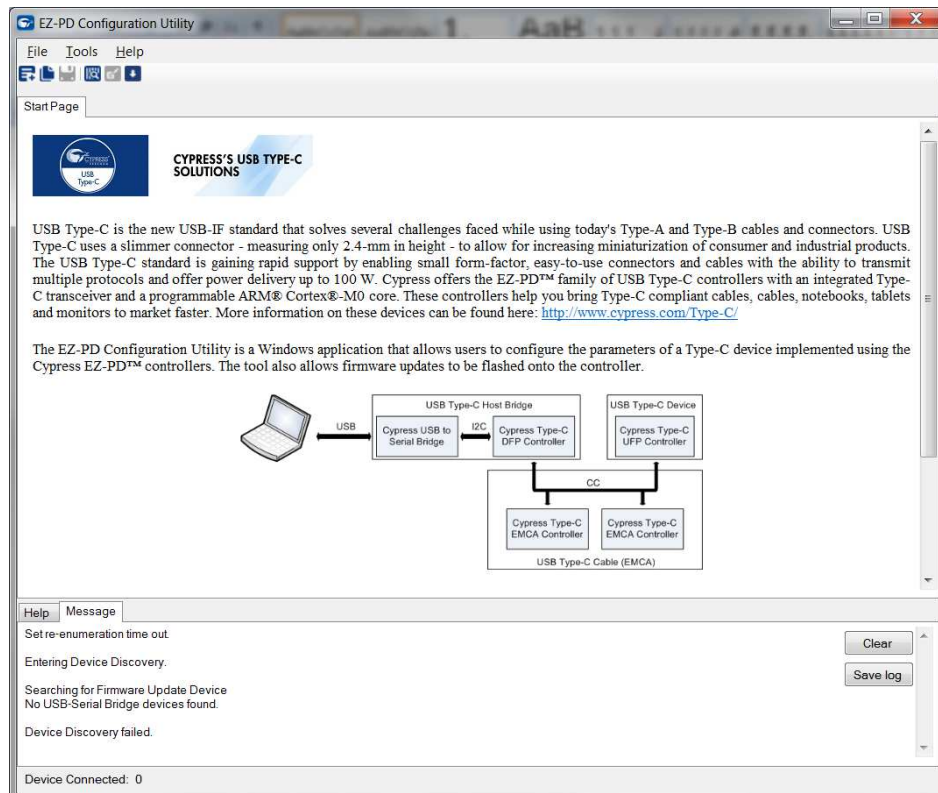 EZ-PD Configuration Utility
1.
AaB
File Tools Help
Start Page
CYPRESS
USB
Type-C
CYPRESS'S USB TYPE-C
SOLUTIONS
USB Type-C is the new USB-IF standard that solves several challenges faced while using today's Type-A and Type-B cables and connectors. USB
Type-C uses a slimmer connector - measuring only 2.4-mm in height - to allow for increasing miniaturization of consumer and industrial products.
The USB Type-C standard is gaining rapid support by enabling small form-factor, easy-to-use connectors and cables with the ability to transmit
multiple protocols and offer power delivery up to 100 W. Cypress offers the EZ-PD™ family of USB Type-C controllers with an integrated Type-
C transceiver and a programmable ARM® Cortex®-M0 core. These controllers help you bring Type-C compliant cables, cables, notebooks, tablets
and monitors to market faster. More information on these devices can be found here: http://www.cypress.com/Type-C/
The EZ-PD Configuration Utility is a Windows application that allows users to configure the parameters of a Type-C device implemented using the
Cypress EZ-PD™ controllers. The tool also allows firmware updates to be flashed onto the controller.
USB
USB Type-C Host Bridge
Cypress USB to
Serial Bridge
I2C
Cypress Type-C
DFP Controller
USB Type-C Device
Cypress Type-C
UFP Controller
CC
Cypress Type-C
EMCA Controller
Cypress Type-C
EMCA Controller
USB Type-C Cable (EMCA)
Help Message
Set re-enumeration time out.
Entering Device Discovery.
Searching for Firmware Update Device
No USB-Serial Bridge devices found.
Device Discovery failed.
Clear
Save log
Device Connected: 0